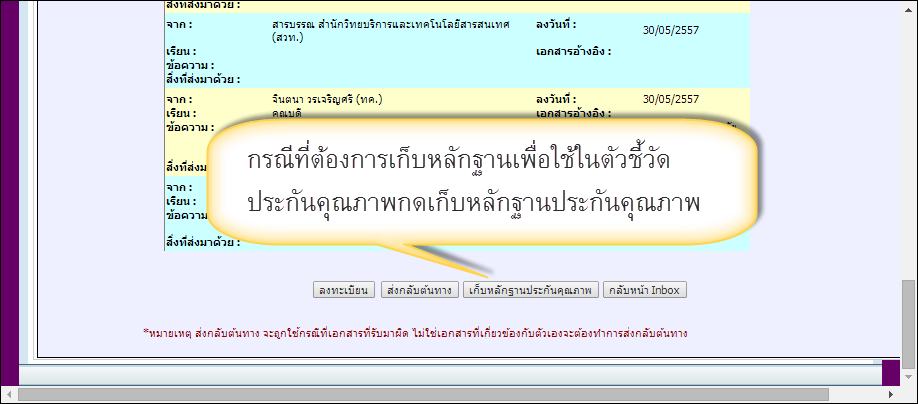 สิ่งที่ส่งมาด้วย :
จาก : สารบรรณ สำนักวิทยบริการและเทคโนโลยีสารสนเทศ ลงวันที่ : 30/05/2557
(สวท.)
เรียน : เอกสารอ้างอิง :
ข้อความ :
สิ่งที่ส่งมาด้วย :
จาก : จินตนา วรเจริญศรี (ทค.) ลงวันที่ : 30/05/2557
เรียน : คณบดี เอกสารอ้างอิง :
ข้อความ :
สิ่งที่ส่งมาด้วย :
จาก :
เรียน :
ข้อความ :
สิ่งที่ส่งมาด้วย :
กรณีที่ต้องการเก็บหลักฐานเพื่อใช้ในตัวชี้วัด
ประกันคุณภาพกดเก็บหลักฐานประกันคุณภาพ
ลงทะเบียน ส่งกลับต้นทาง เก็บหลักฐานประกันคุณภาพ กลับหน้า Inbox
*หมายเหตุ ส่งกลับต้นทาง จะถูกใช้กรณีที่เอกสารที่รับมาผิด ไม่ใช่เอกสารที่เกี่ยวข้องกับตัวเองจะต้องทำการส่งกลับต้นทาง